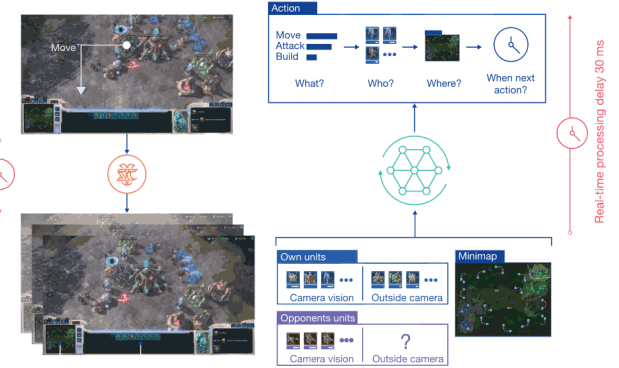 Move
Action
Move
Attack
Build
What?
Who?
Where?
When next
action?
Real-time processing delay 30 ms
Own units
Camera vision
Outside camera
Opponents units
?
Camera vision
Outside camera
Minimap